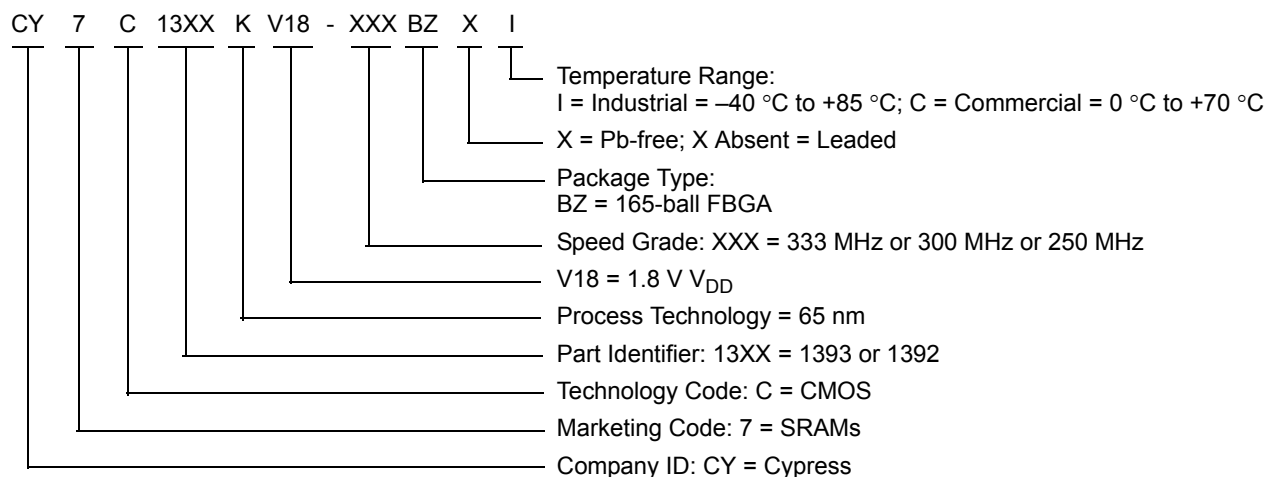 CY 7 C 13XX K V18 - XXX BZ X I
Temperature Range:
I = Industrial = –40 °C to +85 °C; C = Commercial = 0 °C to +70 °C
X = Pb-free; X Absent = Leaded
Package Type:
BZ = 165-ball FBGA
Speed Grade: XXX = 333 MHz or 300 MHz or 250 MHz
V18 = 1.8 V VDD
Process Technology = 65 nm
Part Identifier: 13XX = 1393 or 1392
Technology Code: C = CMOS
Marketing Code: 7 = SRAMs
Company ID: CY = Cypress